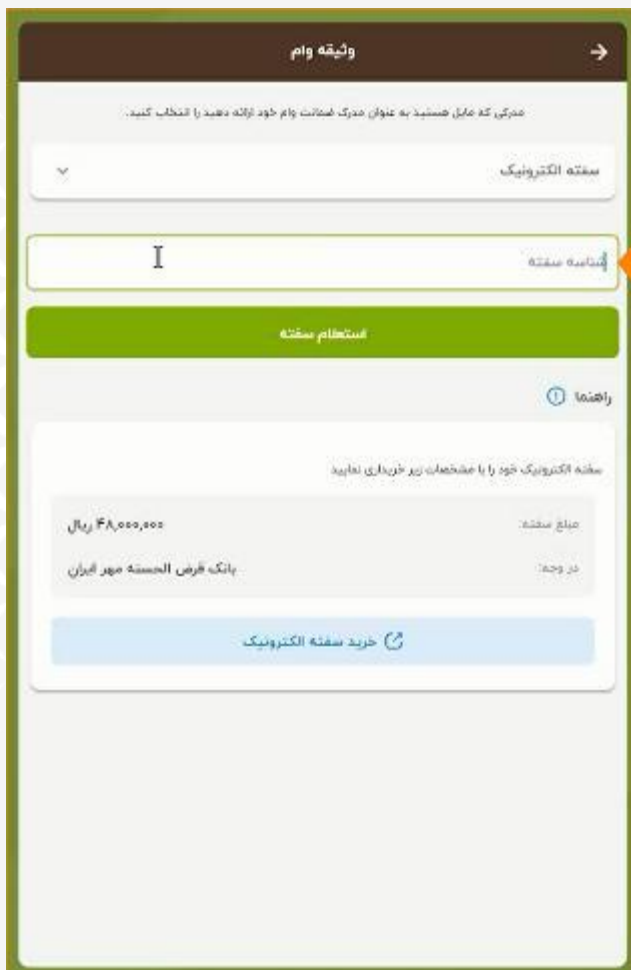 وثیقه وام
مدرکی که مایل هستید به عنوان مدرک ضمانت وام خود ارائه دهید را انتخاب کنید.
سفته الکترونیک
شناسه سفته
استعلام سفته
راهنما
سفته الکترونیک خود را با مشخصات زیر خریداری نمایید
مبلغ سفته: ۴۸,۰۰۰,۰۰۰ ریال
در وجه: بانک قرض الحسنه مهر ایران
خرید سفته الکترونیک